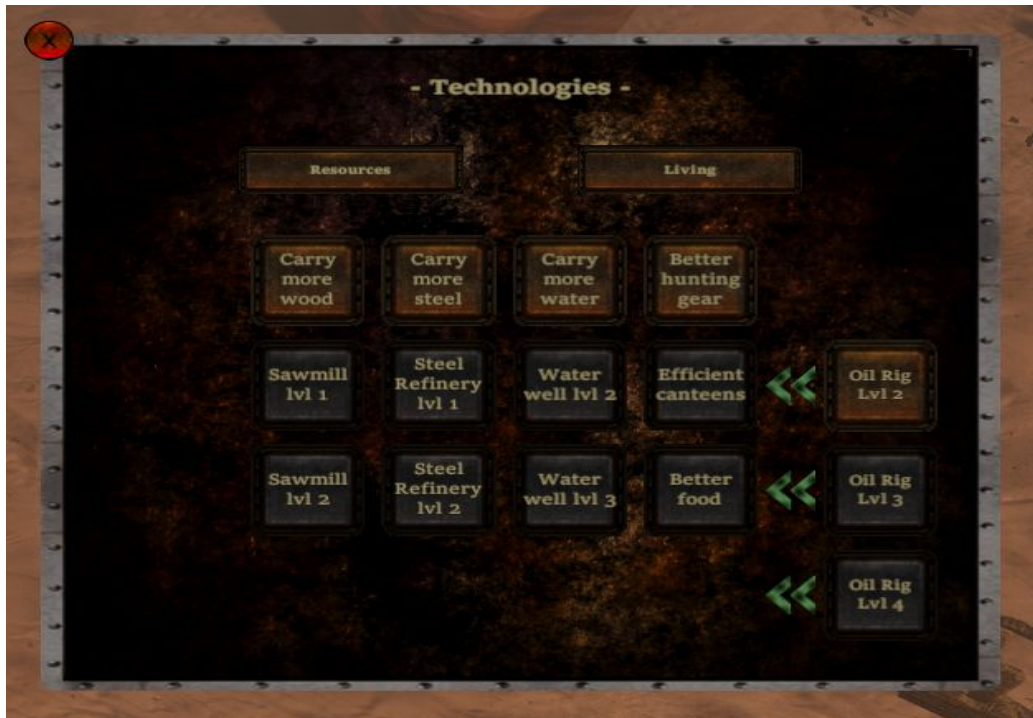 X
- Technologies -
Resources
Living
Carry
more
wood
Carry
more
steel
Carry
more
water
Better
hunting
gear
Sawmill
lvl 1
Steel
Refinery
lvl 1
Water
well lvl 2
Efficient
canteens
Oil Rig
Lvl 2
Sawmill
lvl 2
Steel
Refinery
lvl 2
Water
well lvl 3
Better
food
Oil Rig
Lvl 3
Oil Rig
Lvl 4